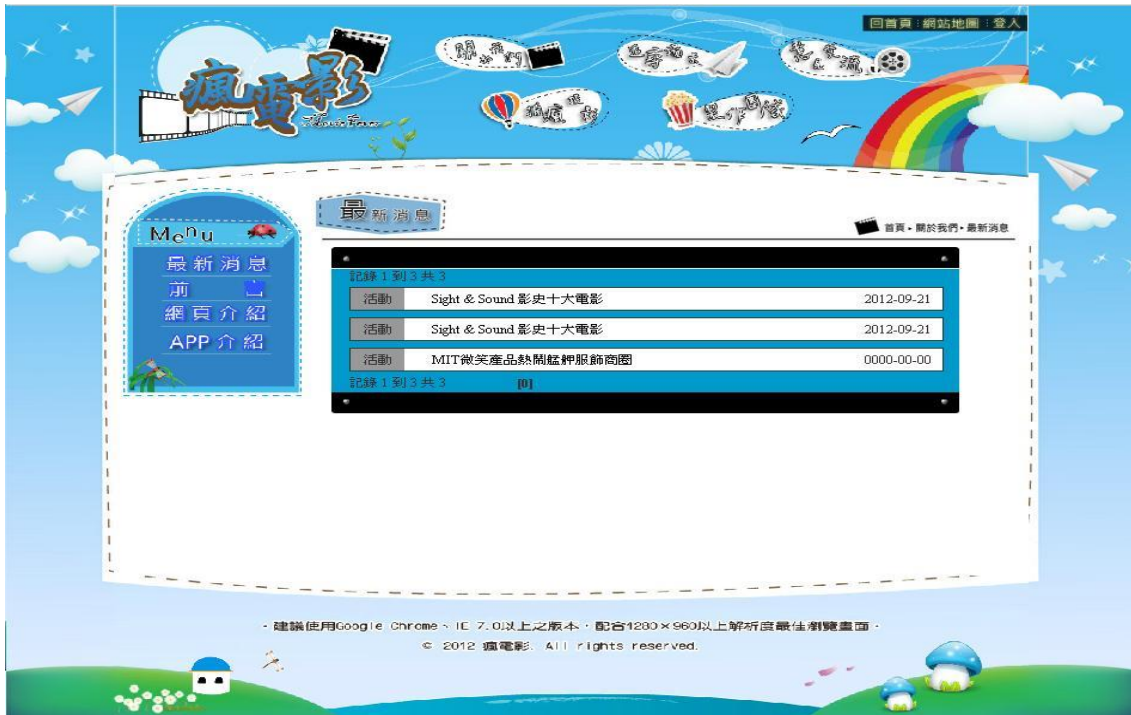 回首頁 網站地圖 登入
瘋電影
最新消息
首頁 · 關於我們 · 最新消息
Menu
最新消息
前言
網頁介紹
APP介紹
記錄 1 到 3 共 3
活動 Sight & Sound 影史十大電影 2012-09-21
活動 Sight & Sound 影史十大電影 2012-09-21
活動 MIT微笑產品熱鬧艋舺服飾商圈 0000-00-00
記錄 1 到 3 共 3 [0]
·建議使用Google Chrome、IE 7.0以上之版本，配合1280×960以上解析度最佳瀏覽畫面·
© 2012 瘋電影. All rights reserved.